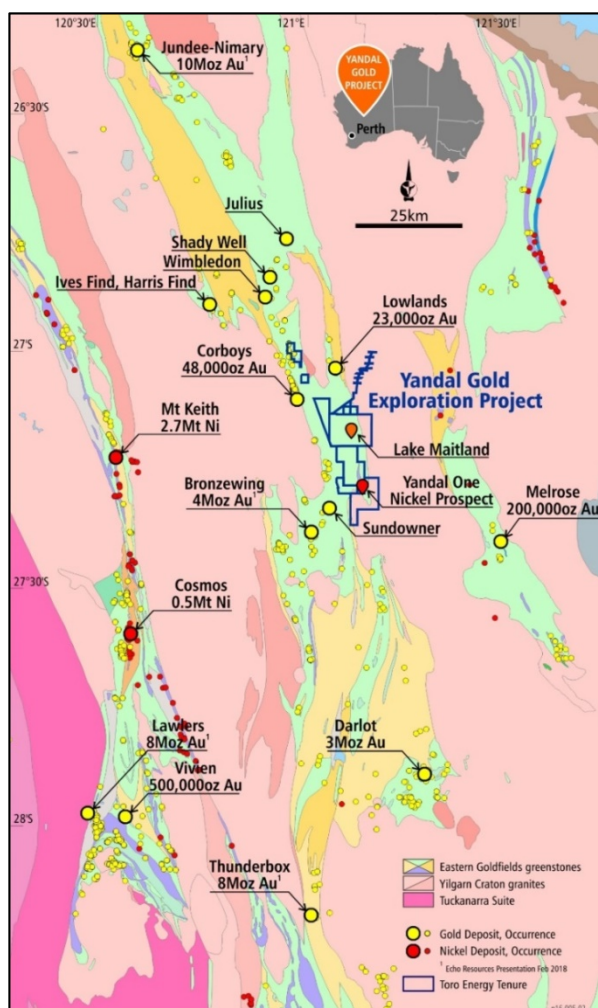 120°30'E
121°E
121°30'E
Jundee-Nimary
10Moz Au¹
YANDAL
GOLD
PROJECT
Perth
26°30'S
25km
Julius
Shady Well
Wimbledon
Ives Find, Harris Find
Lowlands
23,000oz Au
27°S
Corboys
48,000oz Au
Yandal Gold
Exploration Project
Mt Keith
2.7Mt Ni
Lake Maitland
Bronzewing
4Moz Au¹
Yandal One
Nickel Prospect
Melrose
200,000oz Au
Sundowner
27°30'S
Cosmos
0.5Mt Ni
Lawlers
8Moz Au¹
Vivien
500,000oz Au
Darlot
3Moz Au
28°S
Thunderbox
8Moz Au¹
Eastern Goldfields greenstones
Yilgarn Craton granites
Tuckanarra Suite
Gold Deposit, Occurrence
Nickel Deposit, Occurrence
¹ Echo Resources Presentation Feb 2018
Toro Energy Tenure